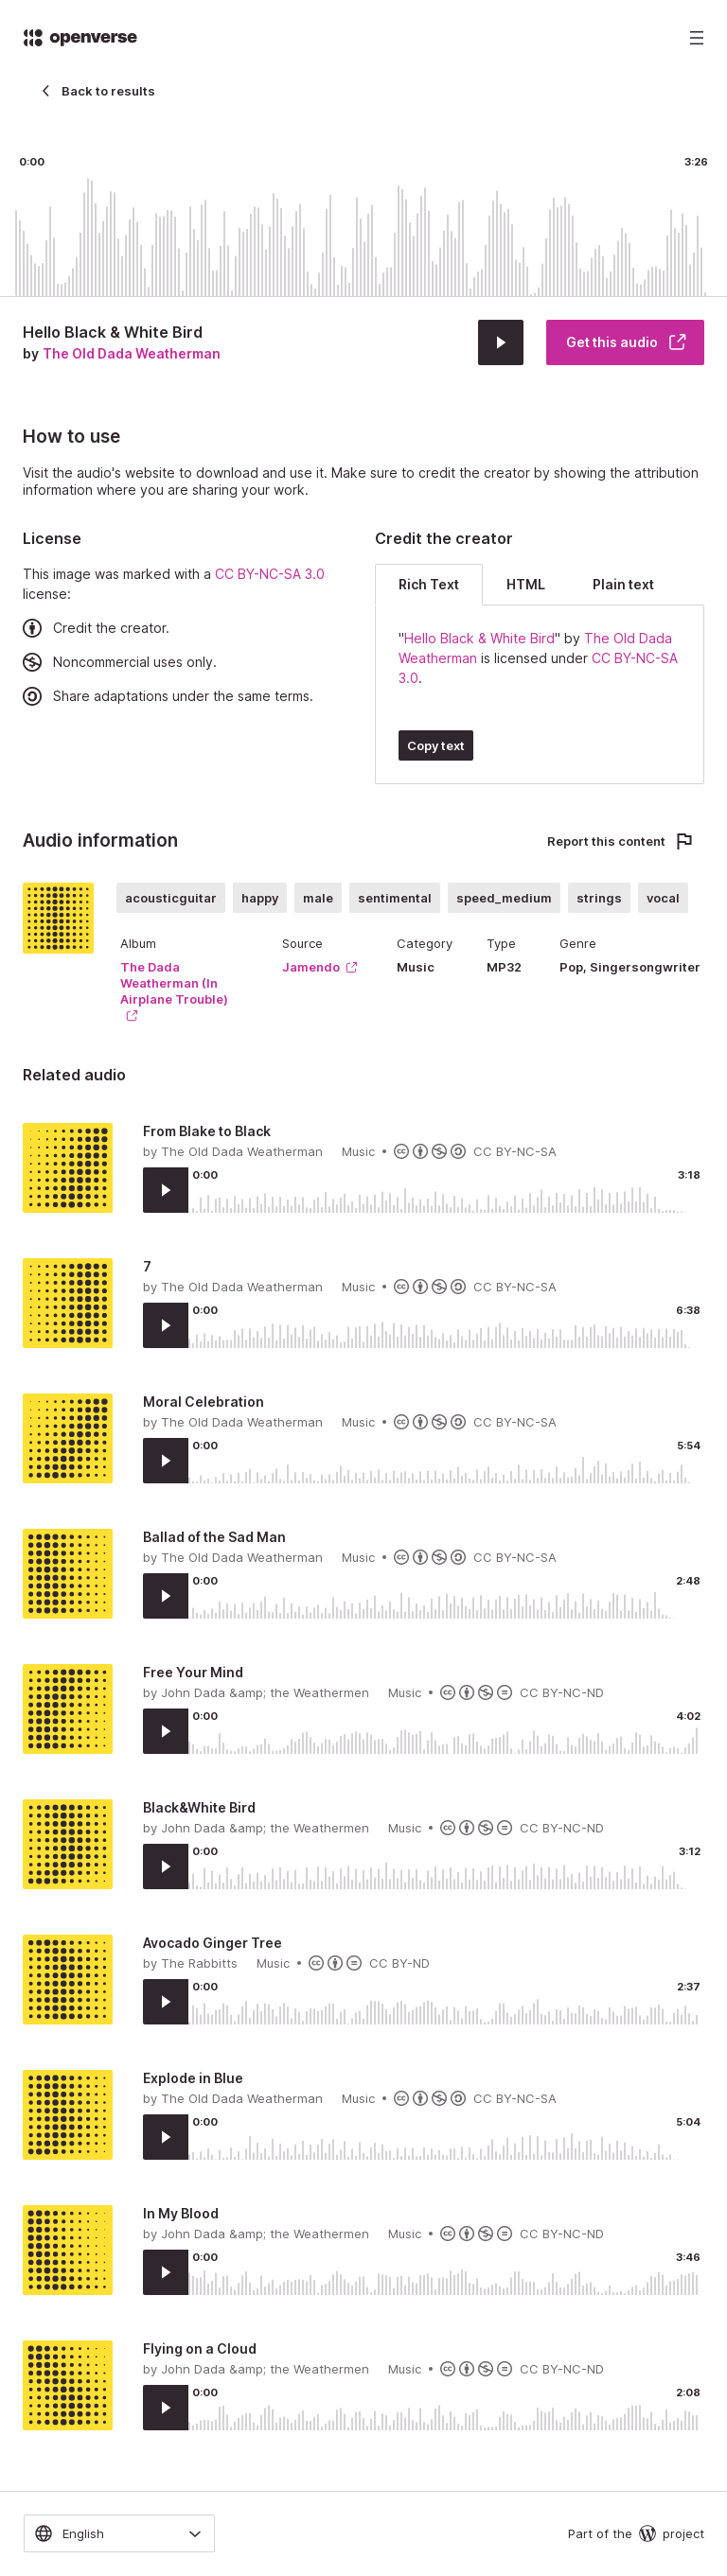 openverse
Back to results
0:00 3:26
Hello Black & White Bird
by The Old Dada Weatherman
Get this audio
How to use
Visit the audio's website to download and use it. Make sure to credit the creator by showing the attribution
information where you are sharing your work.
License
This image was marked with a CC BY-NC-SA 3.0
license:
Credit the creator.
Noncommercial uses only.
Share adaptations under the same terms.
Credit the creator
Rich Text HTML Plain text
"Hello Black & White Bird" by The Old Dada
Weatherman is licensed under CC BY-NC-SA
3.0.
Copy text
Audio information
Report this content
acousticguitar happy male sentimental speed_medium strings vocal
Album
The Dada
Weatherman (In
Airplane Trouble)
Source
Jamendo
Category
Music
Type
MP32
Genre
Pop, Singersongwriter
Related audio
From Blake to Black
by The Old Dada Weatherman Music • CC BY-NC-SA
0:00 3:18
7
by The Old Dada Weatherman Music • CC BY-NC-SA
0:00 6:38
Moral Celebration
by The Old Dada Weatherman Music • CC BY-NC-SA
0:00 5:54
Ballad of the Sad Man
by The Old Dada Weatherman Music • CC BY-NC-SA
0:00 2:48
Free Your Mind
by John Dada &amp; the Weathermen Music • CC BY-NC-ND
0:00 4:02
Black&White Bird
by John Dada &amp; the Weathermen Music • CC BY-NC-ND
0:00 3:12
Avocado Ginger Tree
by The Rabbitts Music • CC BY-ND
0:00 2:37
Explode in Blue
by The Old Dada Weatherman Music • CC BY-NC-SA
0:00 5:04
In My Blood
by John Dada &amp; the Weathermen Music • CC BY-NC-ND
0:00 3:46
Flying on a Cloud
by John Dada &amp; the Weathermen Music • CC BY-NC-ND
0:00 2:08
English
Part of the project